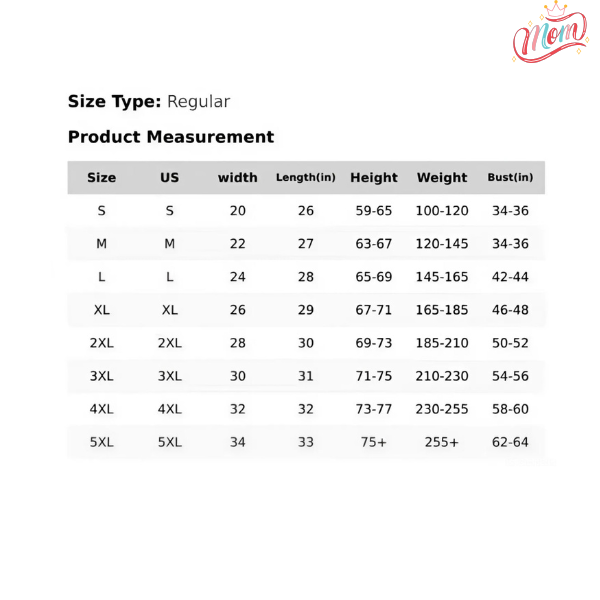 Mom
Size Type: Regular
Product Measurement
Size US width Length(in) Height Weight Bust(in)
S S 20 26 59-65 100-120 34-36
M M 22 27 63-67 120-145 34-36
L L 24 28 65-69 145-165 42-44
XL XL 26 29 67-71 165-185 46-48
2XL 2XL 28 30 69-73 185-210 50-52
3XL 3XL 30 31 71-75 210-230 54-56
4XL 4XL 32 32 73-77 230-255 58-60
5XL 5XL 34 33 75+ 255+ 62-64